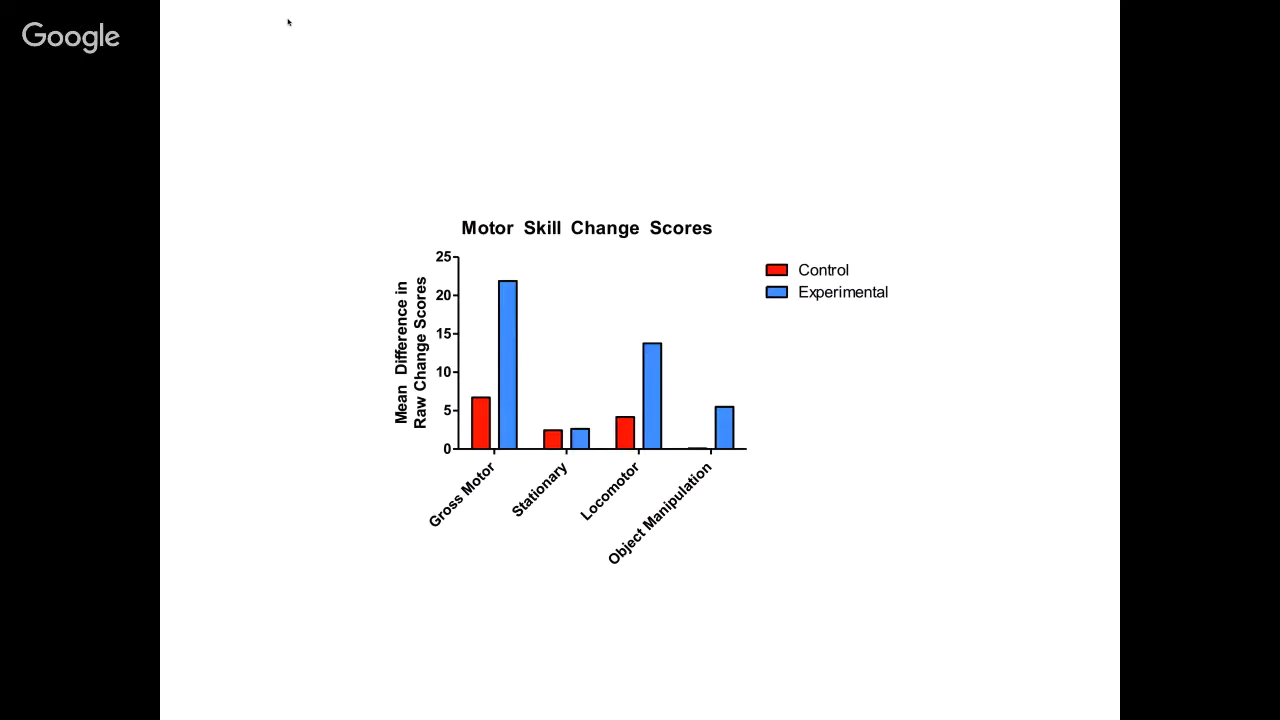 Google
Motor Skill Change Scores
25
20
15
10
5
0
Mean Difference in
Raw Change Scores
Gross Motor
Stationary
Locomotor
Object Manipulation
Control
Experimental